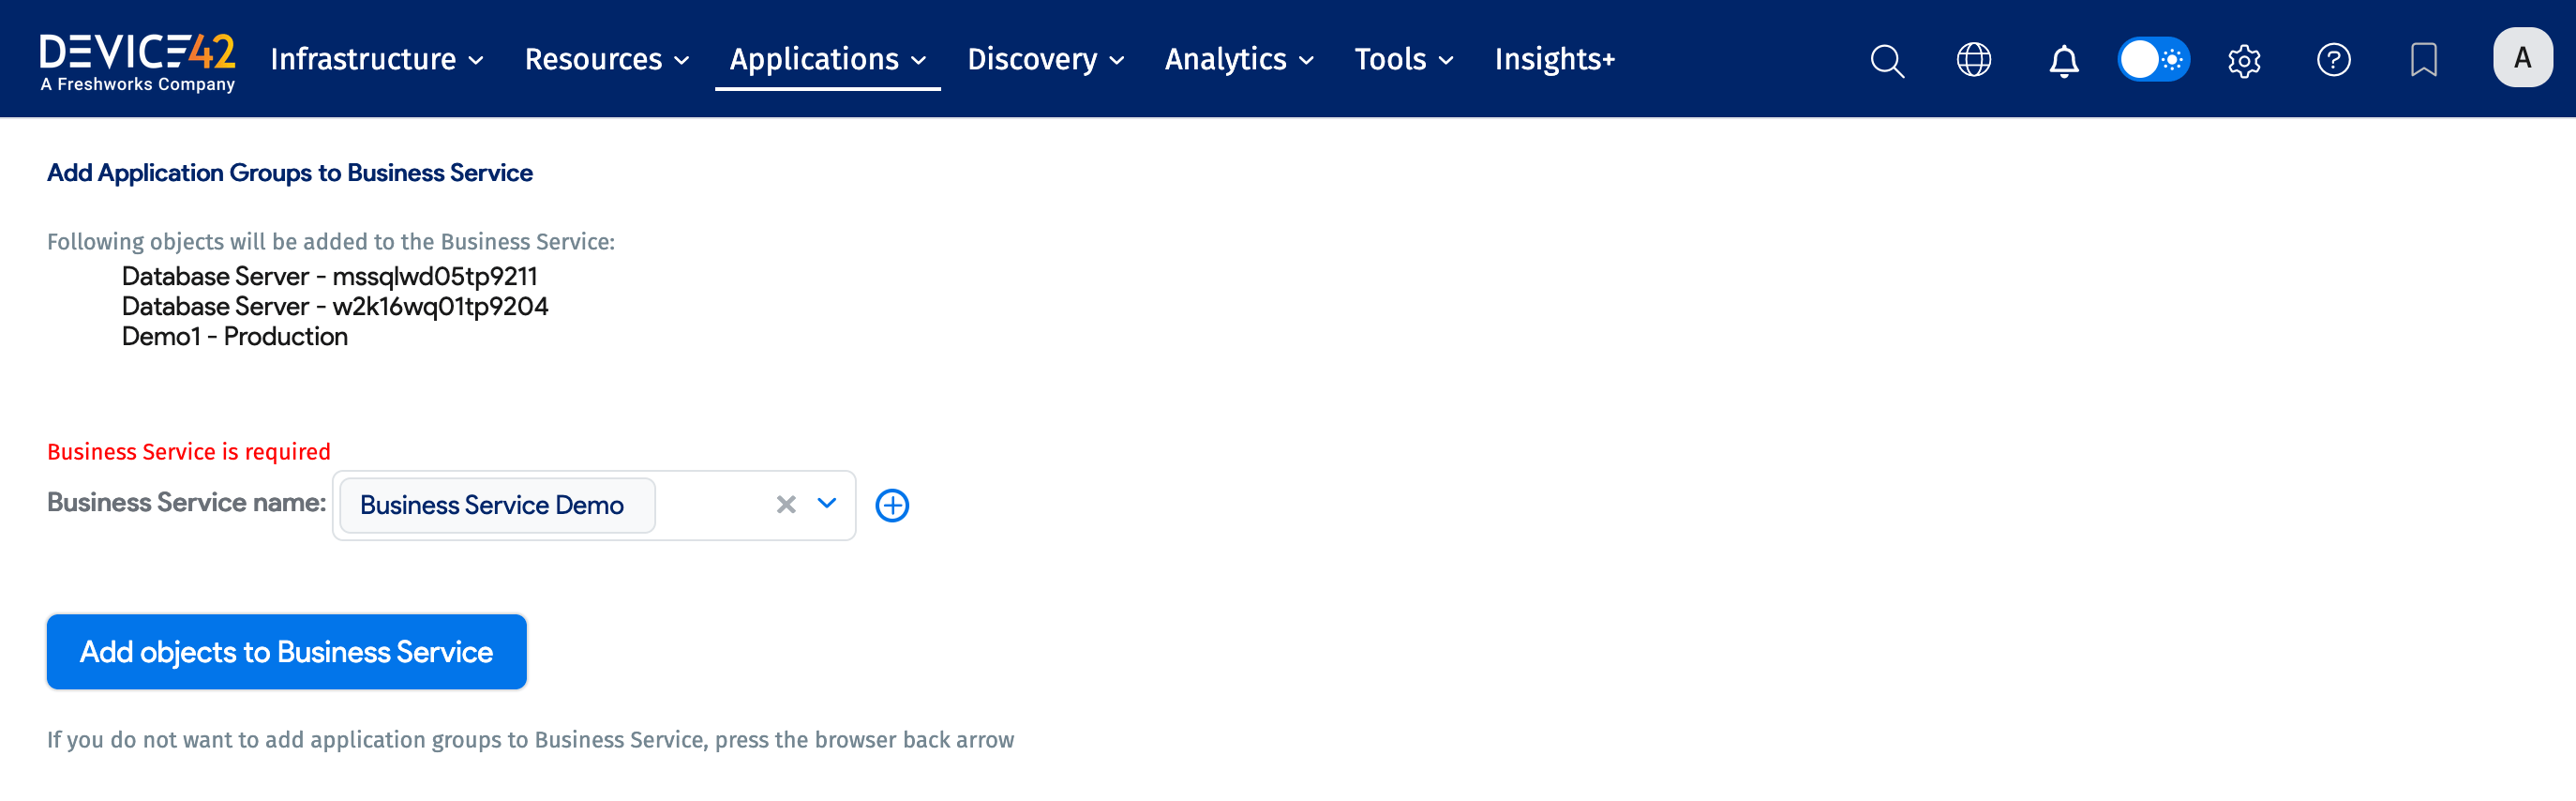 DEVICE42
A Freshworks Company
Infrastructure
Resources
Applications
Discovery
Analytics
Tools
Insights+
A
Add Application Groups to Business Service
Following objects will be added to the Business Service:
Database Server - mssqlwd05tp9211
Database Server - w2k16wq01tp9204
Demo1 - Production
Business Service is required
Business Service name:
Business Service Demo
Add objects to Business Service
If you do not want to add application groups to Business Service, press the browser back arrow